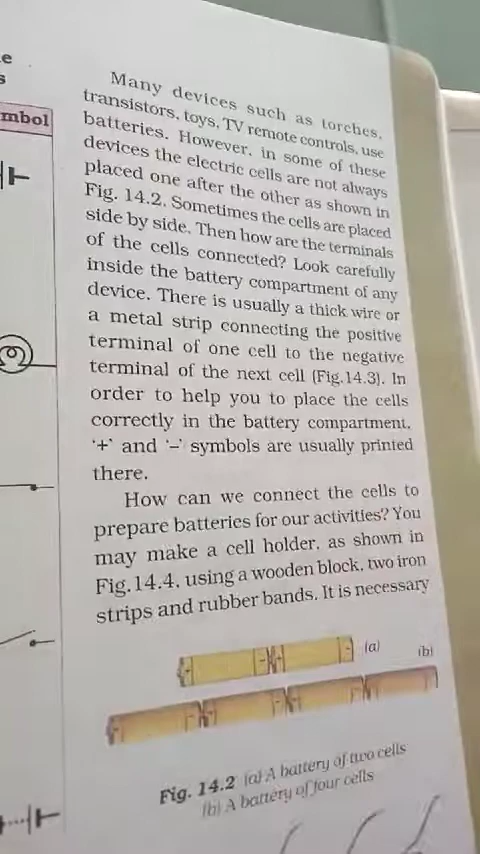 e
s
mbol
Many devices such as torches,
transistors, toys, TV remote controls, use
batteries. However, in some of these
devices the electric cells are not always
placed one after the other as shown in
Fig. 14.2. Sometimes the cells are placed
side by side. Then how are the terminals
of the cells connected? Look carefully
inside the battery compartment of any
device. There is usually a thick wire or
a metal strip connecting the positive
terminal of one cell to the negative
terminal of the next cell (Fig.14.3). In
order to help you to place the cells
correctly in the battery compartment,
'+' and '–' symbols are usually printed
there.
How can we connect the cells to
prepare batteries for our activities? You
may make a cell holder, as shown in
Fig.14.4, using a wooden block, two iron
strips and rubber bands. It is necessary
(a)
(b)
Fig. 14.2 (a) A battery of two cells
(b) A battery of four cells